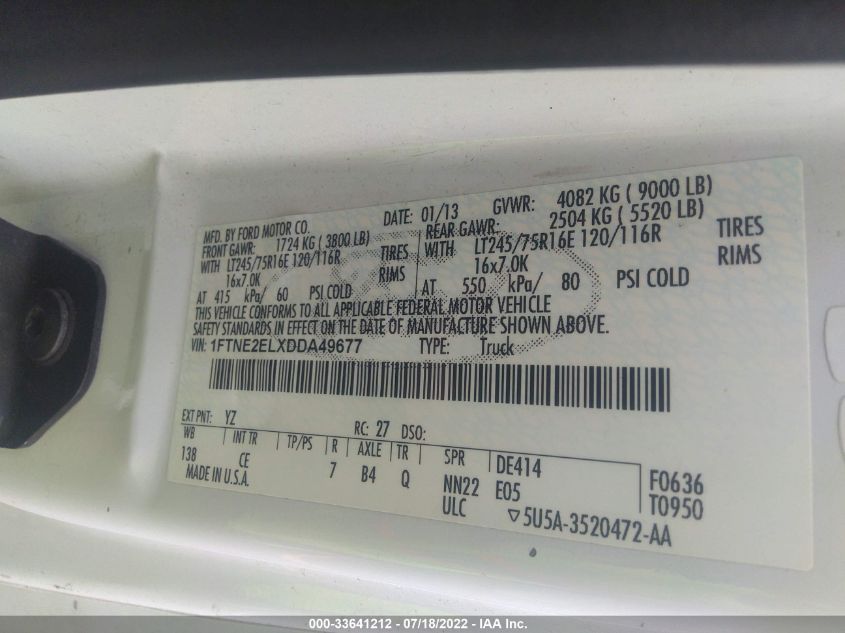 MFD. BY FORD MOTOR CO.
DATE: 01/13 GVWR: 4082 KG ( 9000 LB)
FRONT GAWR: 1724 KG ( 3800 LB) REAR GAWR: 2504 KG ( 5520 LB)
WITH LT245/75R16E 120/116R TIRES WITH LT245/75R16E 120/116R TIRES
16x7.0K RIMS 16x7.0K RIMS
AT 415 kPa/ 60 PSI COLD AT 550 kPa/ 80 PSI COLD
THIS VEHICLE CONFORMS TO ALL APPLICABLE FEDERAL MOTOR VEHICLE
SAFETY STANDARDS IN EFFECT ON THE DATE OF MANUFACTURE SHOWN ABOVE.
VIN: 1FTNE2ELXDDA49677 TYPE: Truck
EXT PNT: YZ RC: 27 DSO:
WB INT TR TP/PS R AXLE TR SPR DE414 F0636
138 CE 7 B4 Q NN22 E05 T0950
MADE IN U.S.A. ULC ▽5U5A-3520472-AA
000-33641212 - 07/18/2022 - IAA Inc.